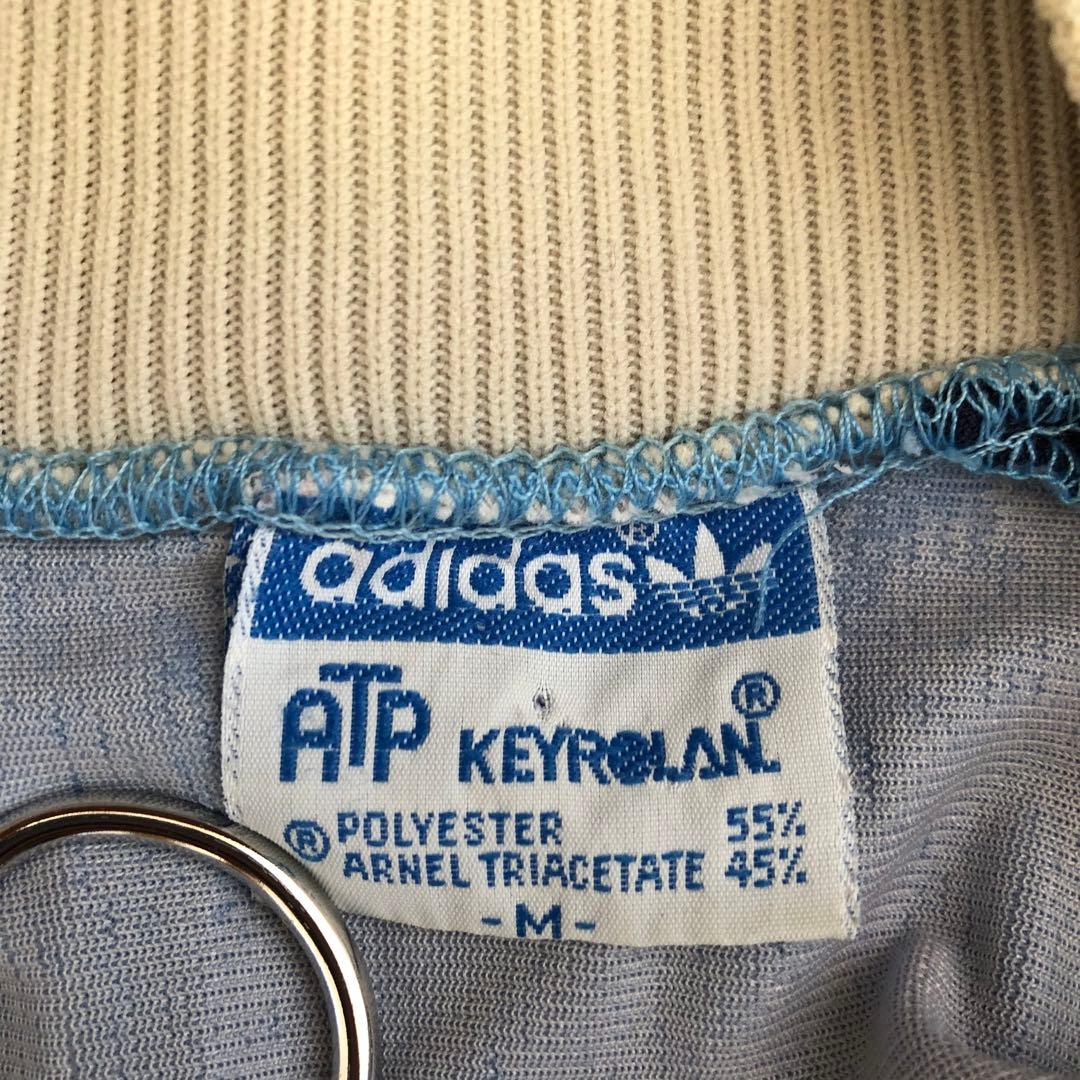 adidas®
ATP KEYROLAN®
® POLYESTER 55%
ARNEL TRIACETATE 45%
- M -